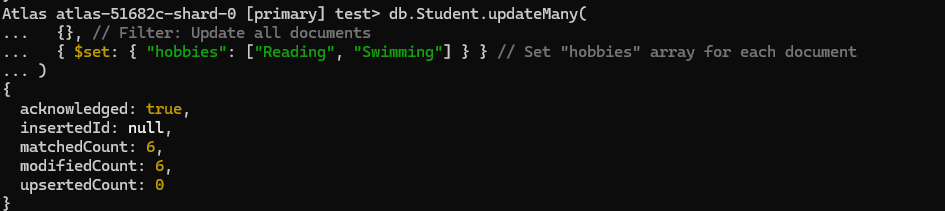 Atlas atlas-51682c-shard-0 [primary] test> db.Student.updateMany(
...   {}, // Filter: Update all documents
...   { $set: { "hobbies": ["Reading", "Swimming"] } } // Set "hobbies" array for each document
... )
{
  acknowledged: true,
  insertedId: null,
  matchedCount: 6,
  modifiedCount: 6,
  upsertedCount: 0
}